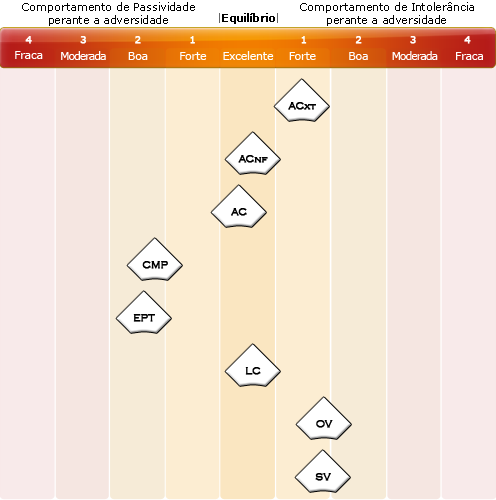 Comportamento de Passividade
perante a adversidade
|Equilíbrio|
Comportamento de Intolerância
perante a adversidade
4 3 2 1 1 2 3 4
Fraca Moderada Boa Forte Excelente Forte Boa Moderada Fraca
ACXT
ACNF
AC
CMP
EPT
LC
OV
SV